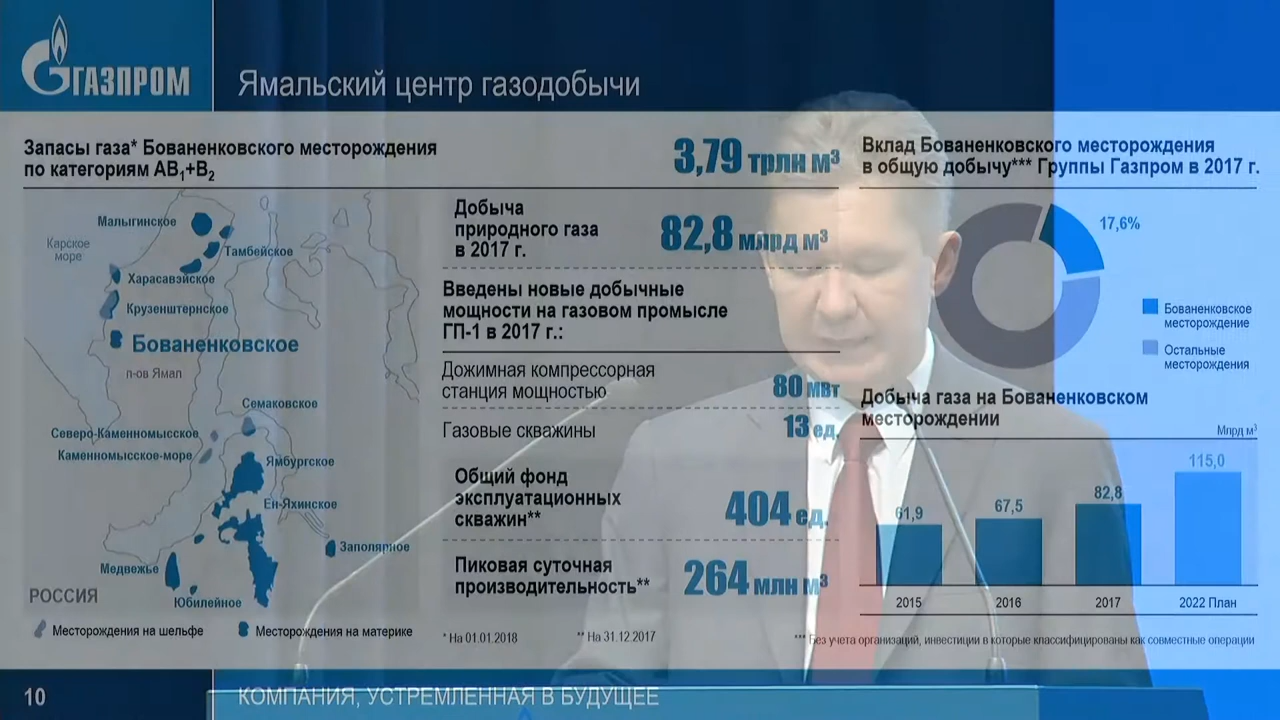 ГАЗПРОМ
Ямальский центр газодобычи
Запасы газа* Бованенковского месторождения
по категориям AB1+B2
3,79 трлн м³
Малыгинское
Карское
море
Тамбейское
Харасавэйское
Крузенштернское
Бованенковское
п-ов Ямал
Семаковское
Северо-Каменномысское
Каменномысское-море
Ямбургское
Ен-Яхинское
Заполярное
Медвежье
Юбилейное
РОССИЯ
Месторождения на шельфе
Месторождения на материке
Добыча
природного газа
в 2017 г.
82,8 млрд м³
Введены новые добычные
мощности на газовом промысле
ГП-1 в 2017 г.:
Дожимная компрессорная
станция мощностью
80 мвт
Газовые скважины
13 ед.
Общий фонд
эксплуатационных
скважин**
404 ед.
Пиковая суточная
производительность**
264 млн м³
* На 01.01.2018
** На 31.12.2017
Вклад Бованенковского месторождения
в общую добычу*** Группы Газпром в 2017 г.
17,6%
Бованенковское
месторождение
Остальные
месторождения
Добыча газа на Бованенковском
месторождении
Млрд м³
61,9
67,5
82,8
115,0
2015
2016
2017
2022 План
*** Без учета организаций, инвестиции в которые классифицированы как совместные операции
10
КОМПАНИЯ, УСТРЕМЛЕННАЯ В БУДУЩЕЕ